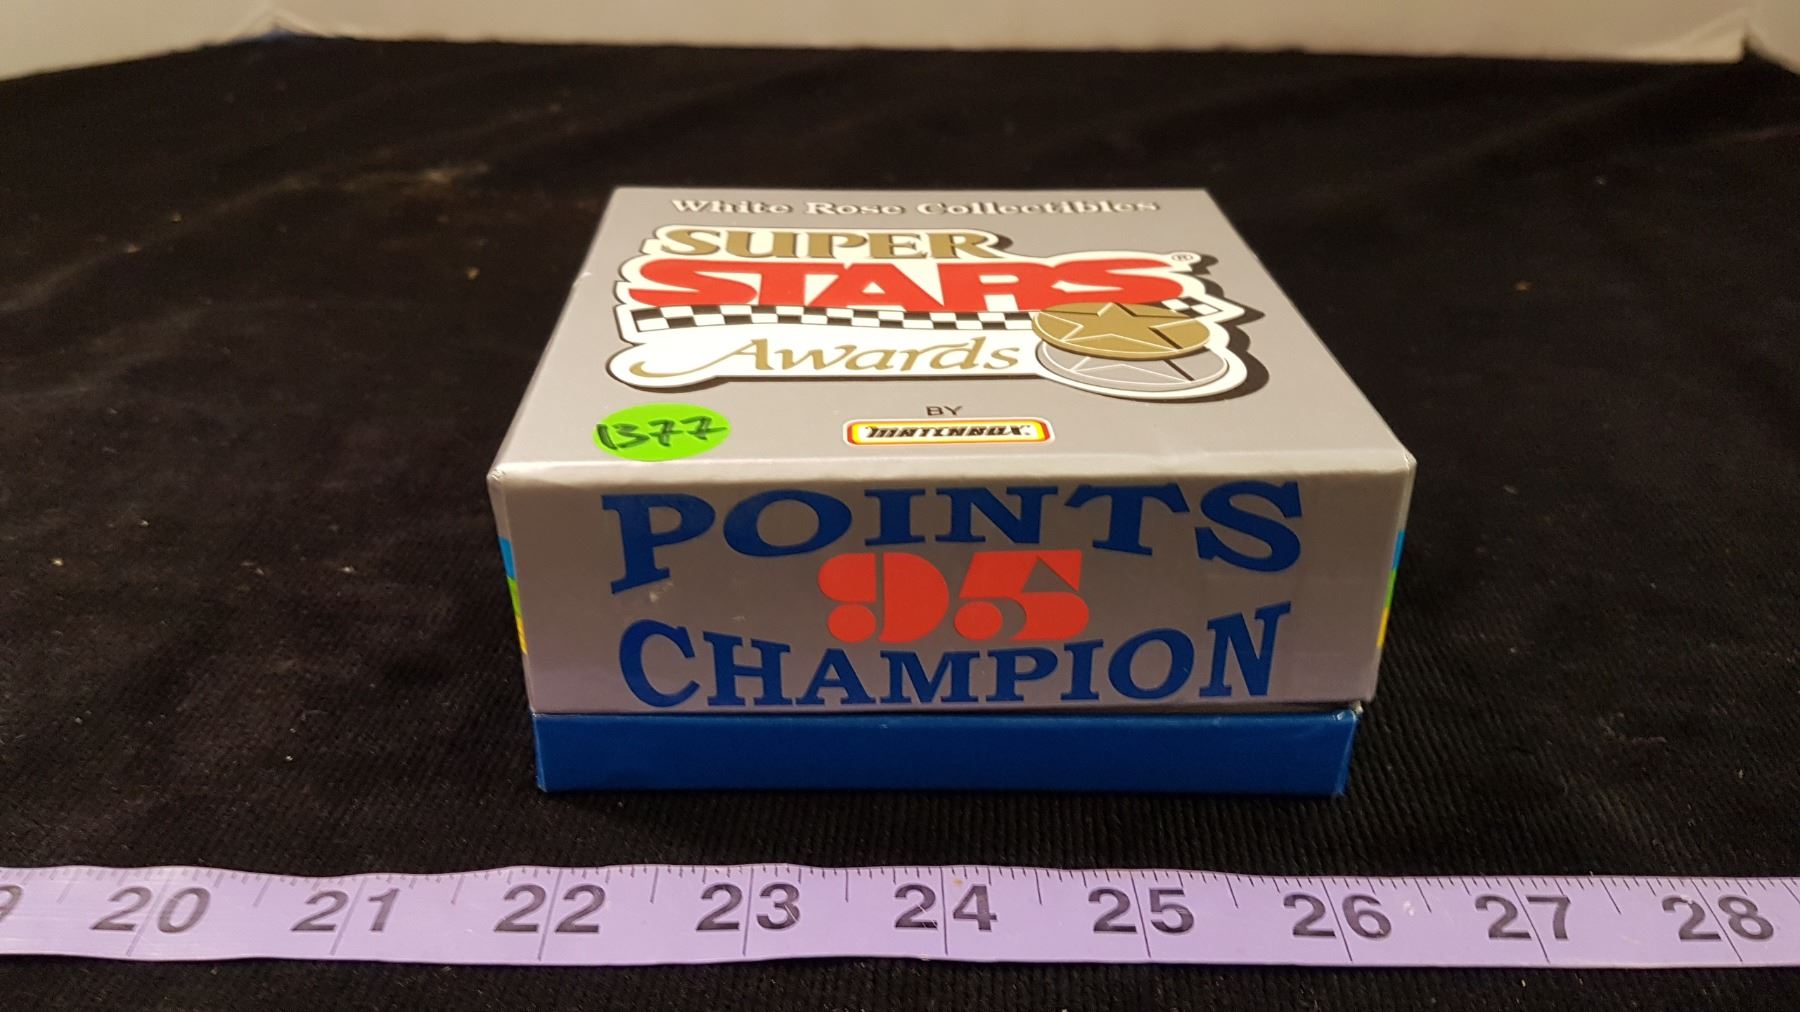 White Rose Collectibles
SUPER
STARS®
Awards
BY
MATCHBOX
1377
POINTS
95
CHAMPION
9 20 21 22 23 24 25 26 27 28